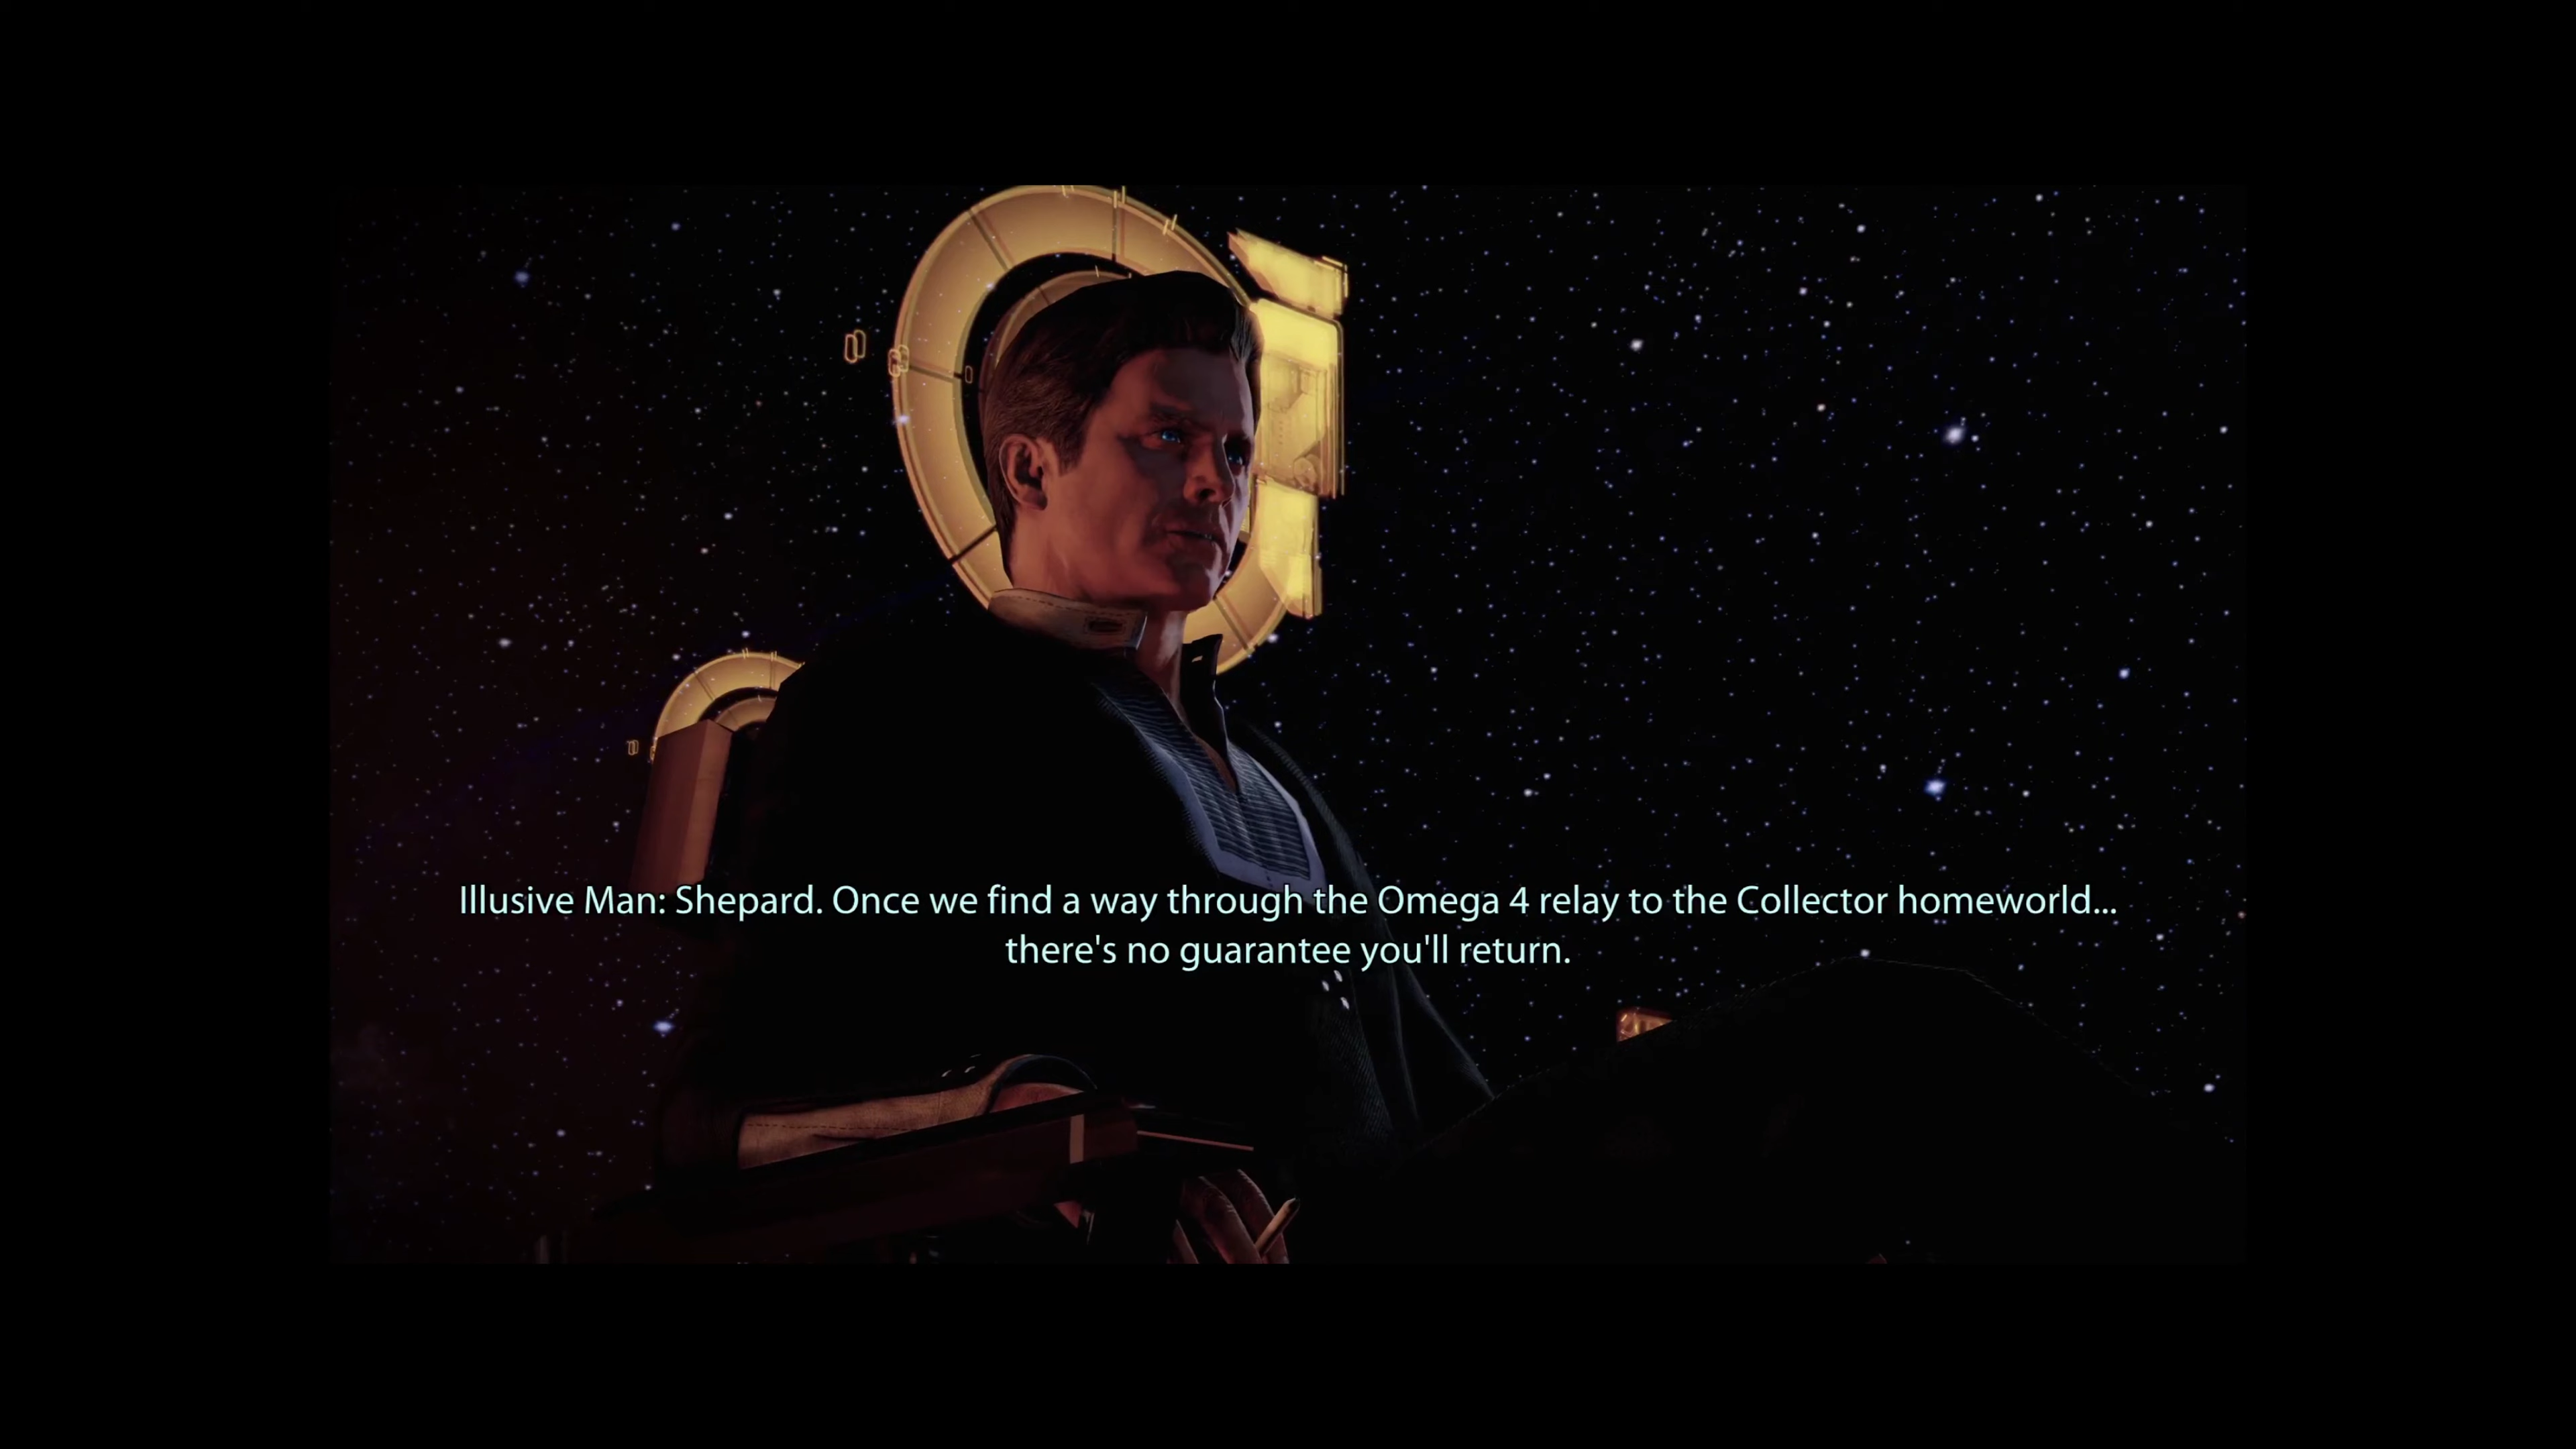 Illusive Man: Shepard. Once we find a way through the Omega 4 relay to the Collector homeworld...
there's no guarantee you'll return.